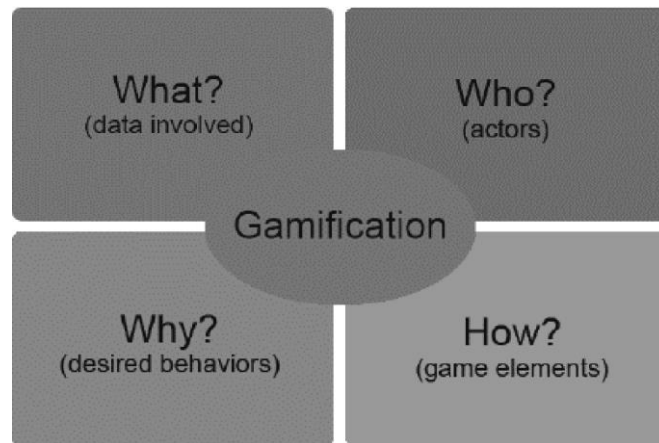 What?
(data involved)
Who?
(actors)
Gamification
Why?
(desired behaviors)
How?
(game elements)